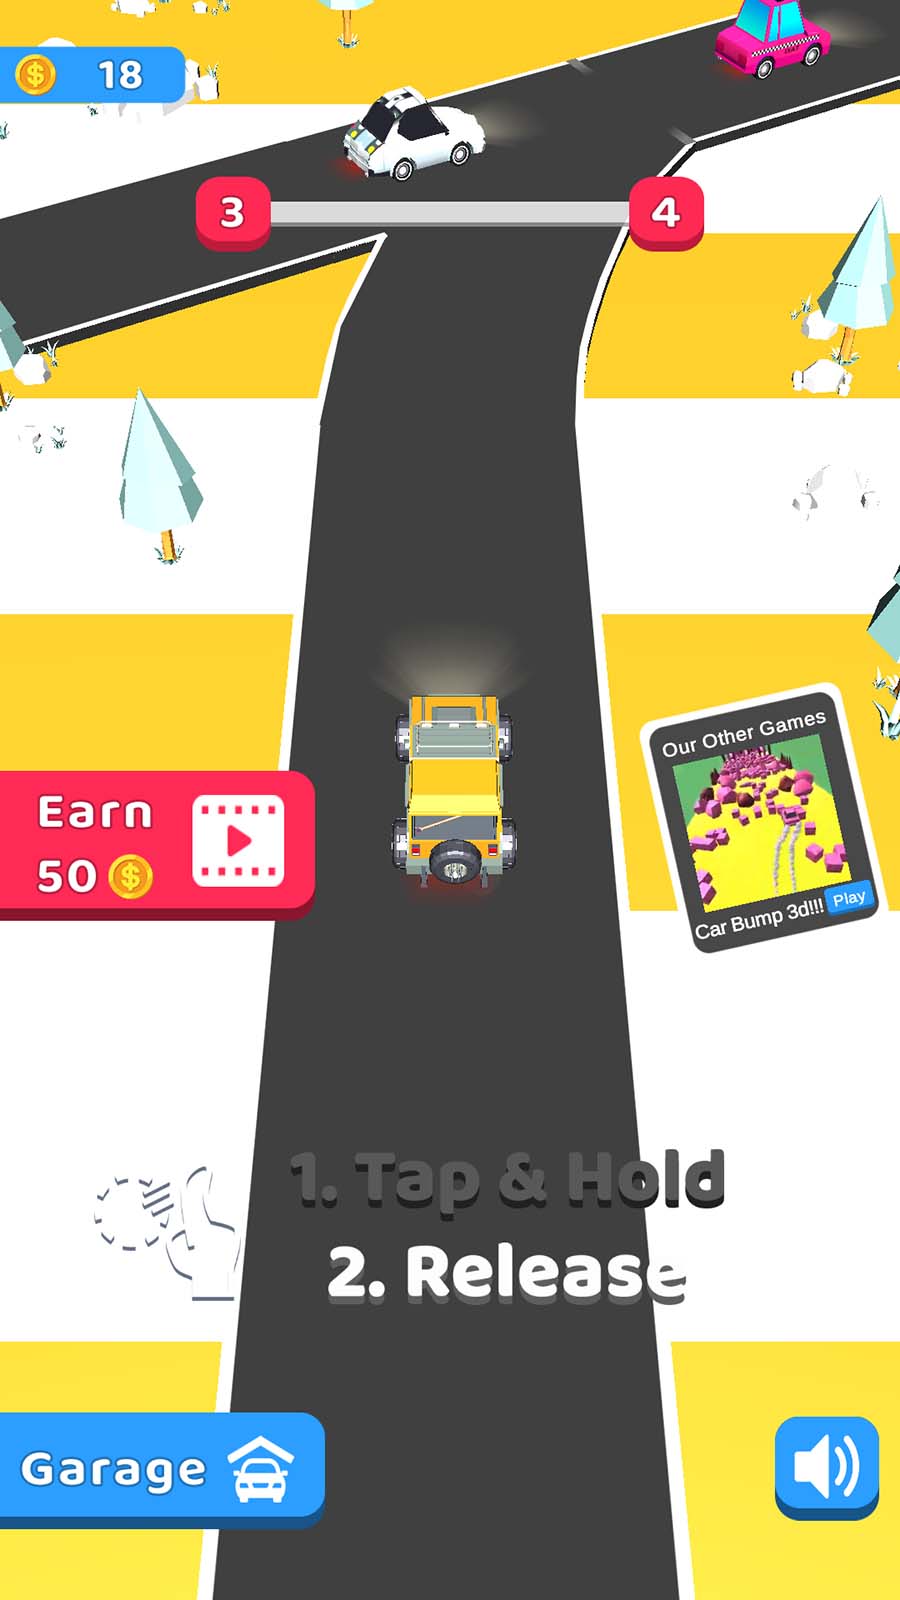 18
3
4
Our Other Games
Car Bump 3d!!!
Play
Earn
50
1. Tap & Hold
2. Release
Garage